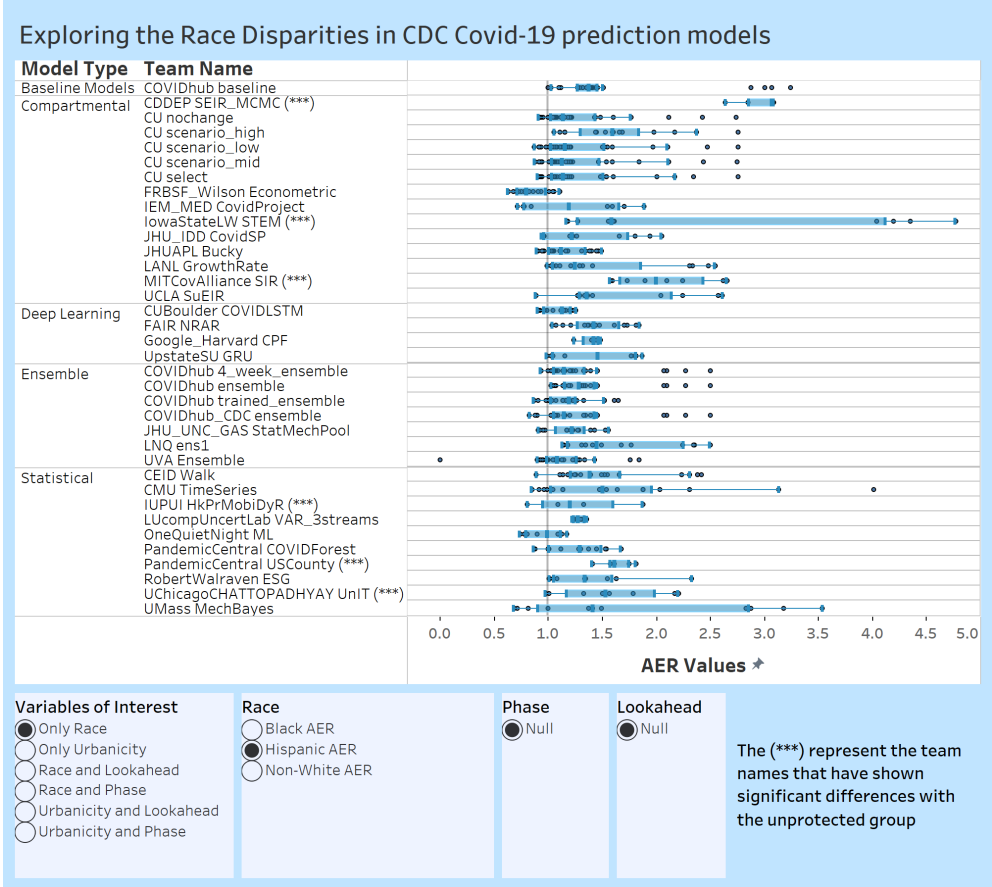 Exploring the Race Disparities in CDC Covid-19 prediction models
Model Type Team Name
Baseline Models COVIDhub baseline
Compartmental CDDEP SEIR_MCMC (***)
CU nochange
CU scenario_high
CU scenario_low
CU scenario_mid
CU select
FRBSF_Wilson Econometric
IEM_MED CovidProject
IowaStateLW STEM (***)
JHU_IDD CovidSP
JHUAPL Bucky
LANL GrowthRate
MITCovAlliance SIR (***)
UCLA SuEIR
Deep Learning CUBoulder COVIDLSTM
FAIR NRAR
Google_Harvard CPF
UpstateSU GRU
Ensemble COVIDhub 4_week_ensemble
COVIDhub ensemble
COVIDhub trained_ensemble
COVIDhub_CDC ensemble
JHU_UNC_GAS StatMechPool
LNQ ens1
UVA Ensemble
Statistical CEID Walk
CMU TimeSeries
IUPUI HkPrMobiDyR (***)
LUcompUncertLab VAR_3streams
OneQuietNight ML
PandemicCentral COVIDForest
PandemicCentral USCounty (***)
RobertWalraven ESG
UChicagoCHATTOPADHYAY UnIT (***)
UMass MechBayes
0.0 0.5 1.0 1.5 2.0 2.5 3.0 3.5 4.0 4.5 5.0
AER Values
Variables of Interest
Only Race
Only Urbanicity
Race and Lookahead
Race and Phase
Urbanicity and Lookahead
Urbanicity and Phase
Race
Black AER
Hispanic AER
Non-White AER
Phase
Null
Lookahead
Null
The (***) represent the team
names that have shown
significant differences with
the unprotected group